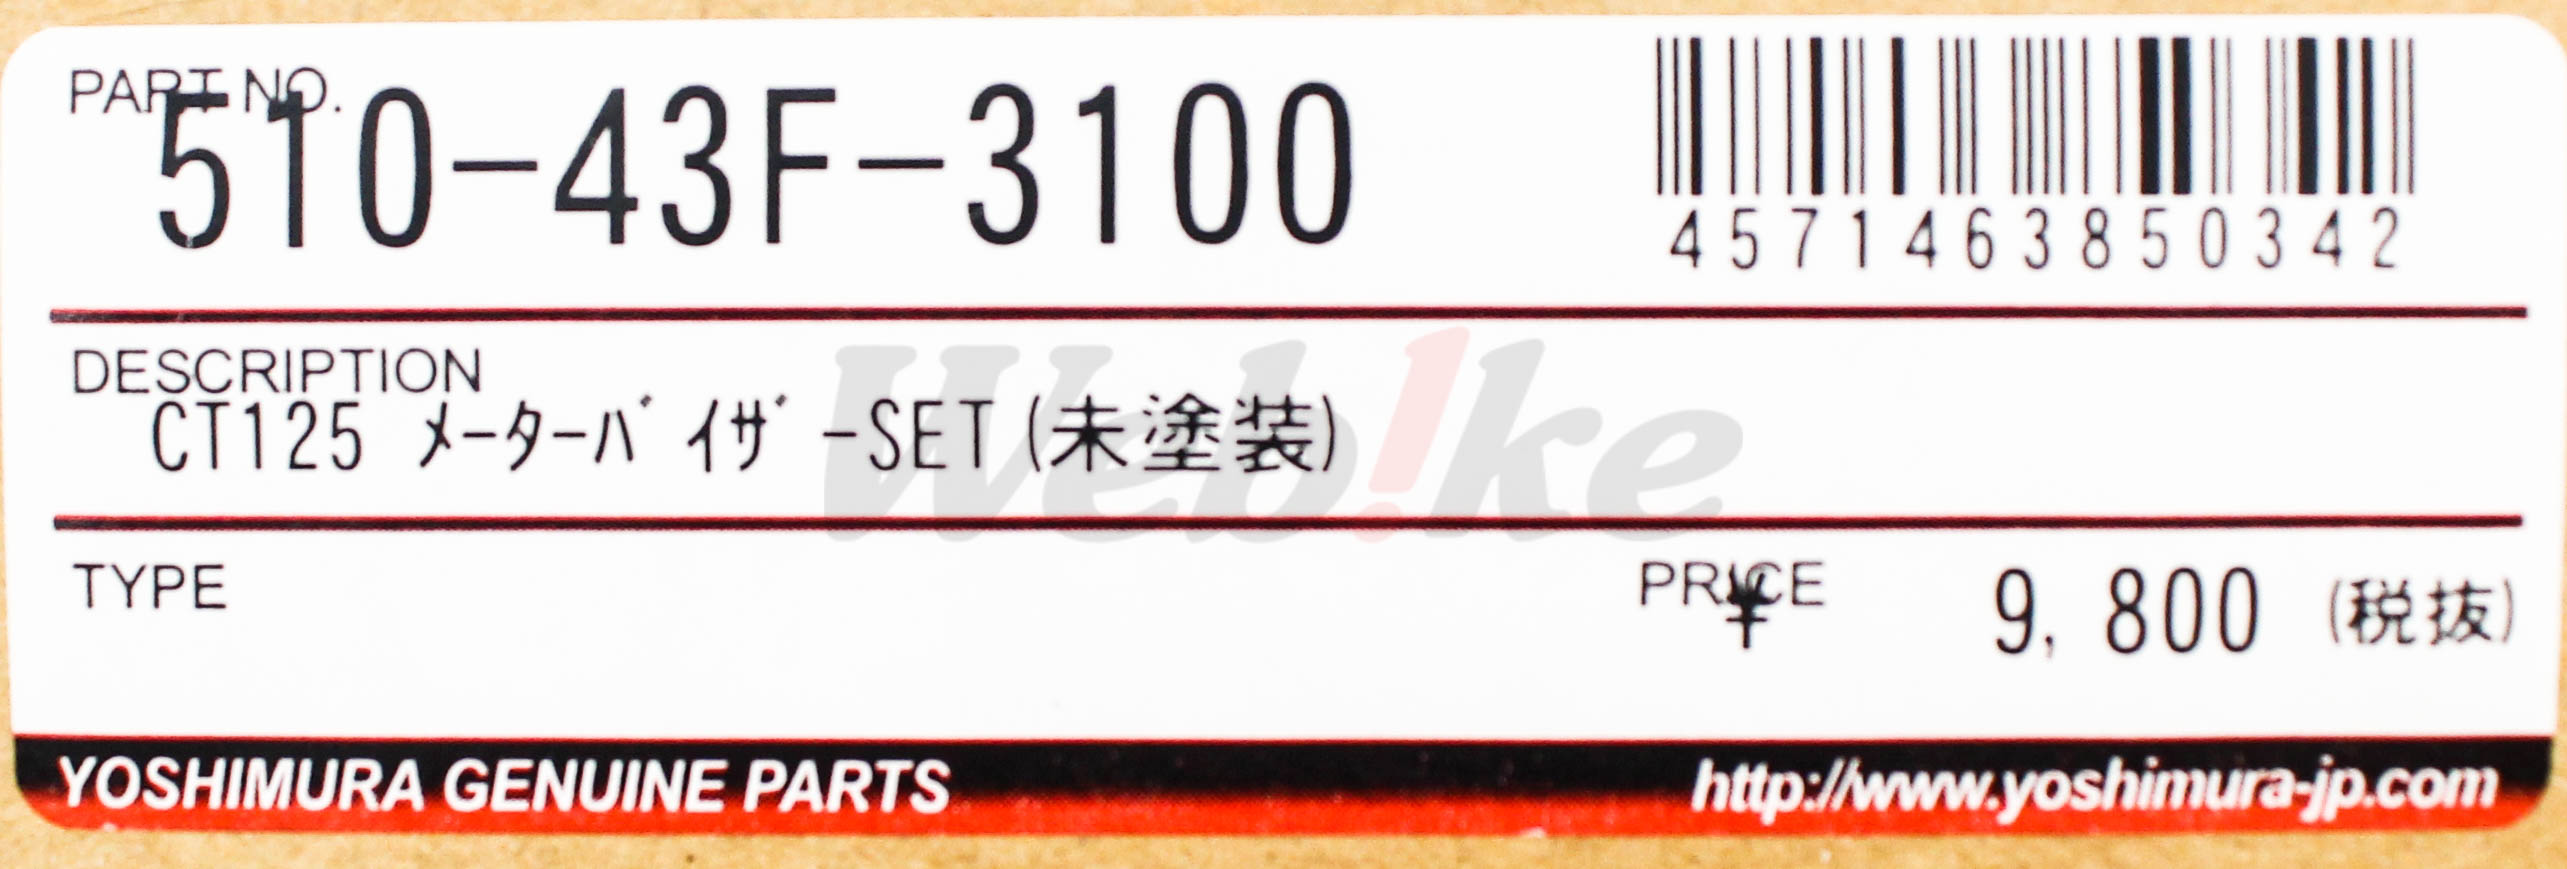 PART NO.
510-43F-3100
4571463850342
DESCRIPTION
CT125 ﾒｰﾀｰﾊﾞｲｻﾞｰSET(未塗装)
Web!ke
TYPE
PRICE
¥ 9,800 (税抜)
YOSHIMURA GENUINE PARTS
http://www.yoshimura-jp.com